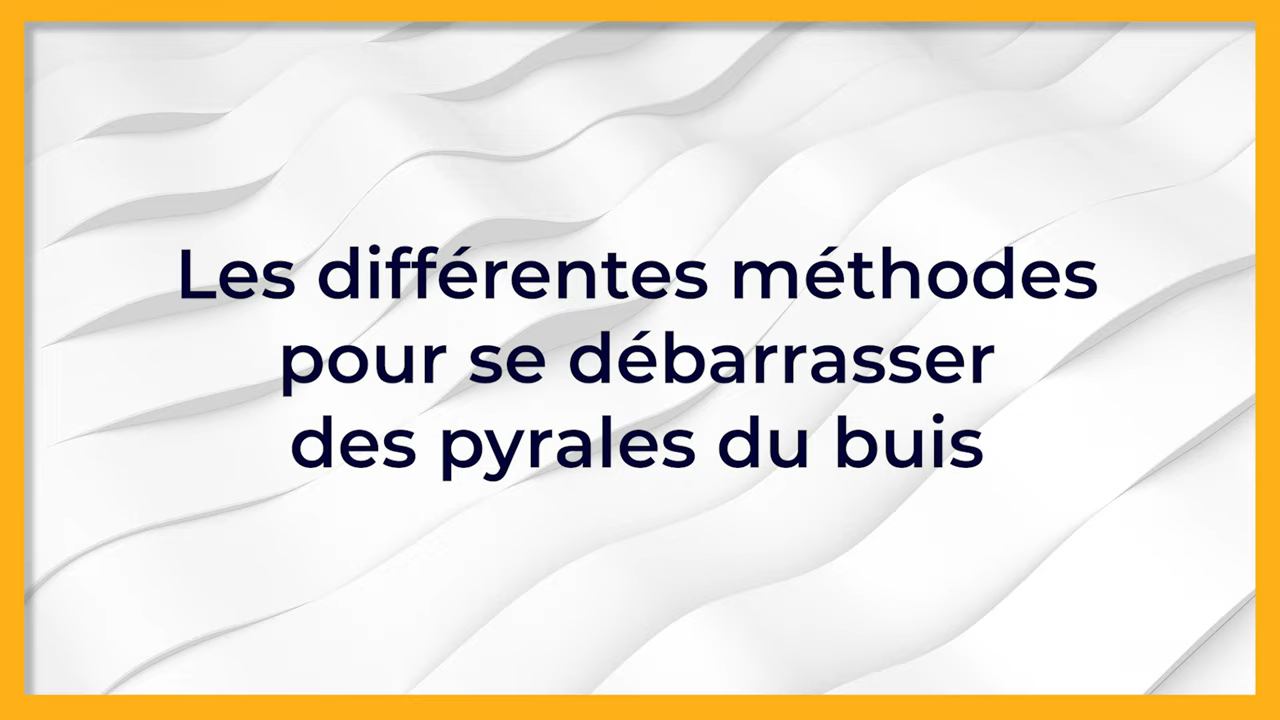 Les différentes méthodes
pour se débarrasser
des pyrales du buis